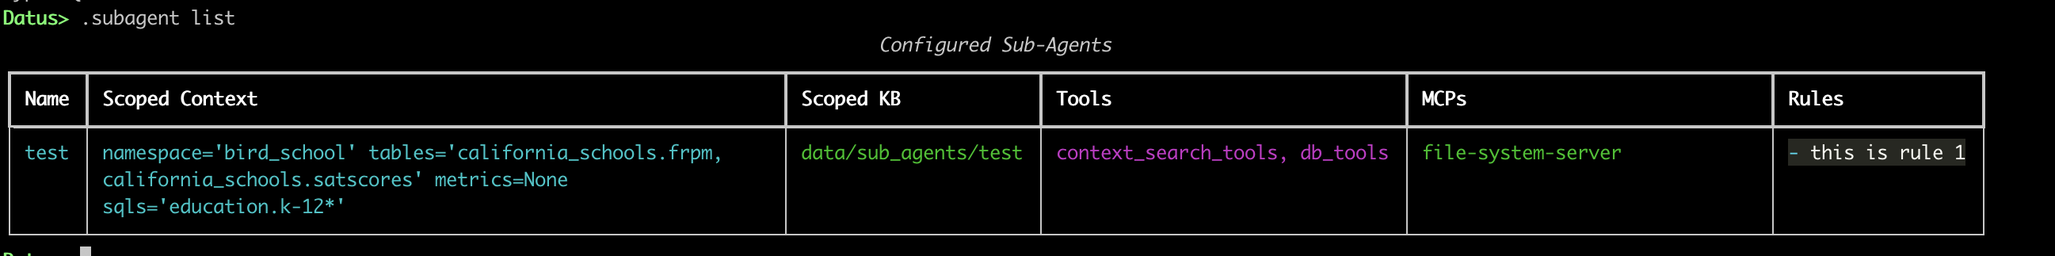 Datus> .subagent list
Configured Sub-Agents
Name Scoped Context Scoped KB Tools MCPs Rules
test namespace='bird_school' tables='california_schools.frpm, data/sub_agents/test context_search_tools, db_tools file-system-server - this is rule 1
california_schools.satscores' metrics=None
sqls='education.k-12*'